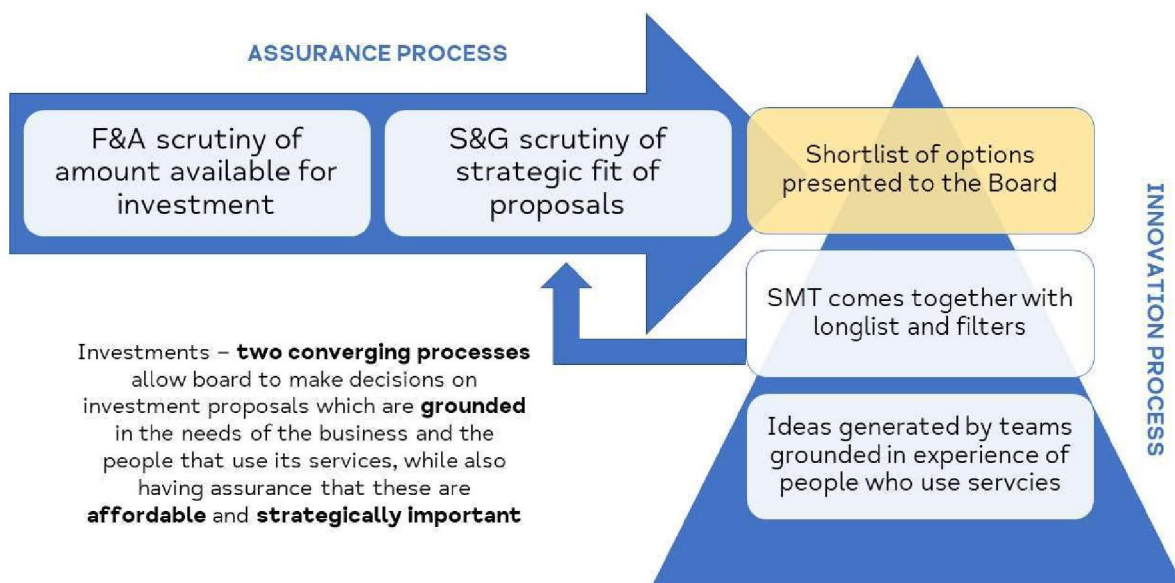 ASSURANCE PROCESS
F&A scrutiny of
amount available for
investment
S&G scrutiny of
strategic fit of
proposals
Shortlist of options
presented to the Board
SMT comes together with
longlist and filters
Ideas generated by teams
grounded in experience of
people who use servcies
INNOVATION PROCESS
Investments – two converging processes
allow board to make decisions on
investment proposals which are grounded
in the needs of the business and the
people that use its services, while also
having assurance that these are
affordable and strategically important